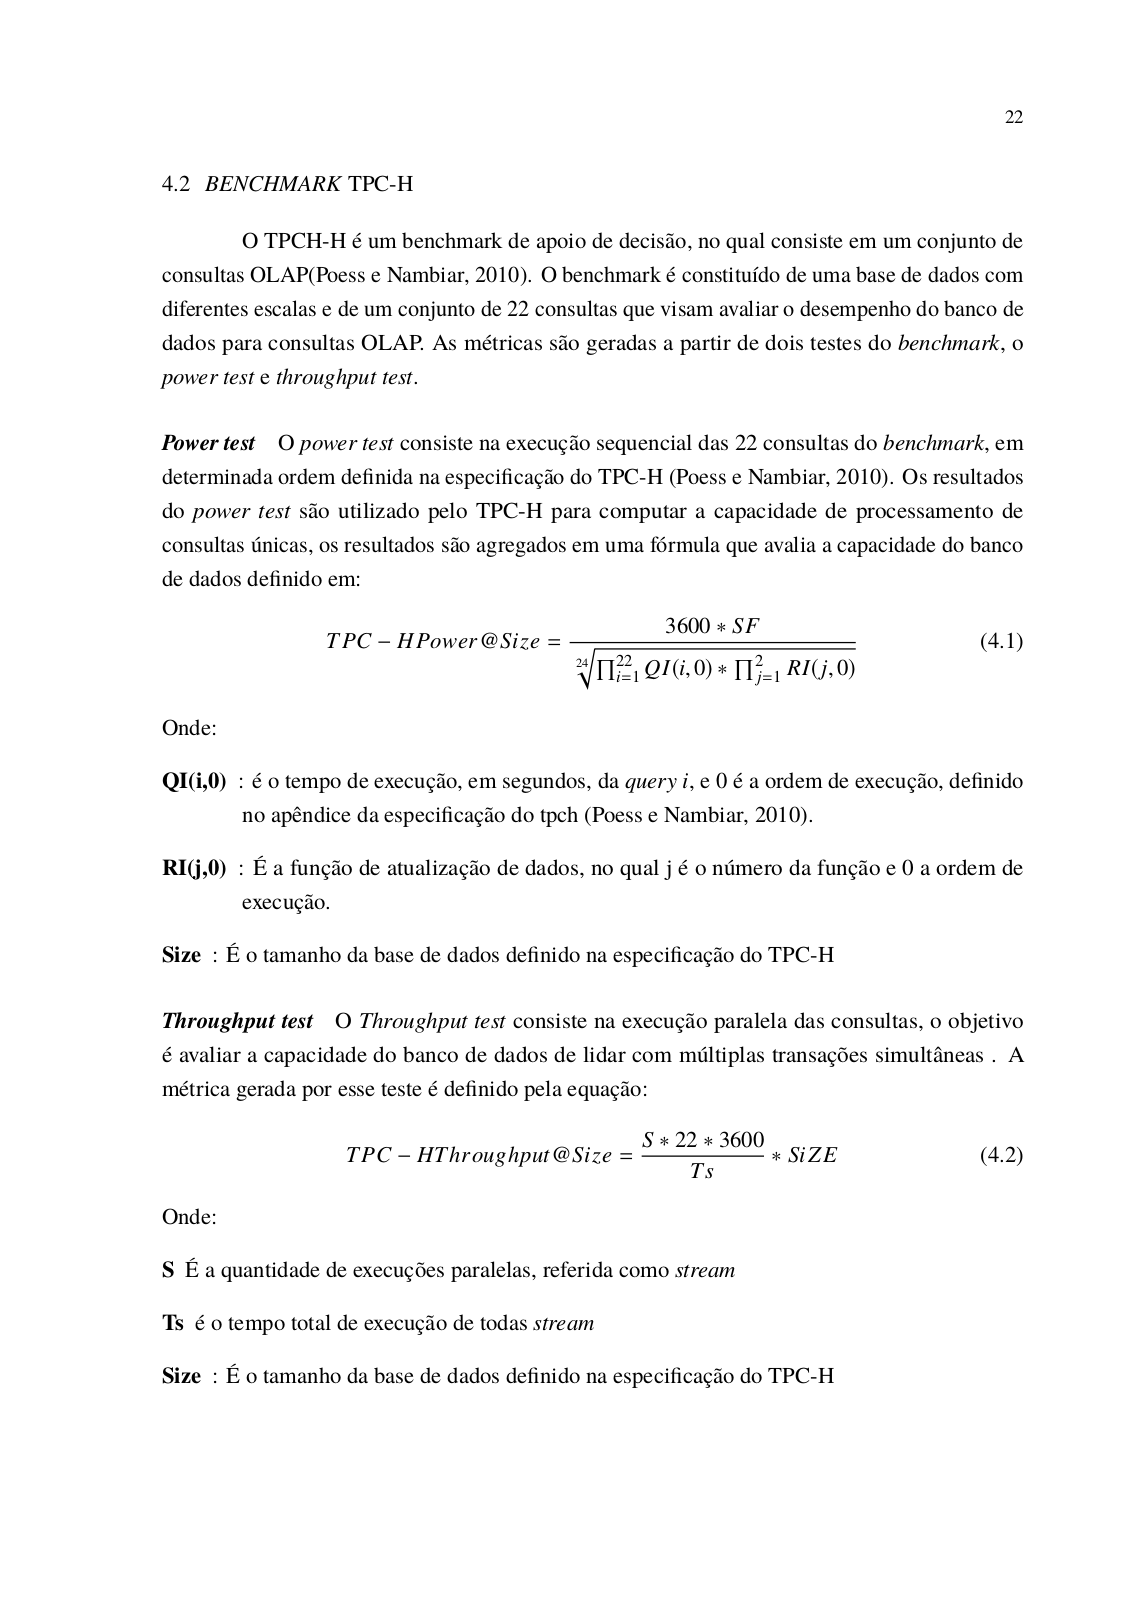 22
4.2 BENCHMARK TPC-H
O TPCH-H é um benchmark de apoio de decisão, no qual consiste em um conjunto de
consultas OLAP(Poess e Nambiar, 2010). O benchmark é constituído de uma base de dados com
diferentes escalas e de um conjunto de 22 consultas que visam avaliar o desempenho do banco de
dados para consultas OLAP. As métricas são geradas a partir de dois testes do benchmark, o
power test e throughput test.
Power test O power test consiste na execução sequencial das 22 consultas do benchmark, em
determinada ordem definida na especificação do TPC-H (Poess e Nambiar, 2010). Os resultados
do power test são utilizado pelo TPC-H para computar a capacidade de processamento de
consultas únicas, os resultados são agregados em uma fórmula que avalia a capacidade do banco
de dados definido em:
TPC − HPower@Size = \frac{3600 * SF}{\sqrt[24]{\prod_{i=1}^{22} QI(i,0) * \prod_{j=1}^{2} RI(j,0)}} (4.1)
Onde:
QI(i,0) : é o tempo de execução, em segundos, da query i, e 0 é a ordem de execução, definido
no apêndice da especificação do tpch (Poess e Nambiar, 2010).
RI(j,0) : É a função de atualização de dados, no qual j é o número da função e 0 a ordem de
execução.
Size : É o tamanho da base de dados definido na especificação do TPC-H
Throughput test O Throughput test consiste na execução paralela das consultas, o objetivo
é avaliar a capacidade do banco de dados de lidar com múltiplas transações simultâneas . A
métrica gerada por esse teste é definido pela equação:
TPC − HThroughput@Size = \frac{S * 22 * 3600}{Ts} * SiZE (4.2)
Onde:
S É a quantidade de execuções paralelas, referida como stream
Ts é o tempo total de execução de todas stream
Size : É o tamanho da base de dados definido na especificação do TPC-H